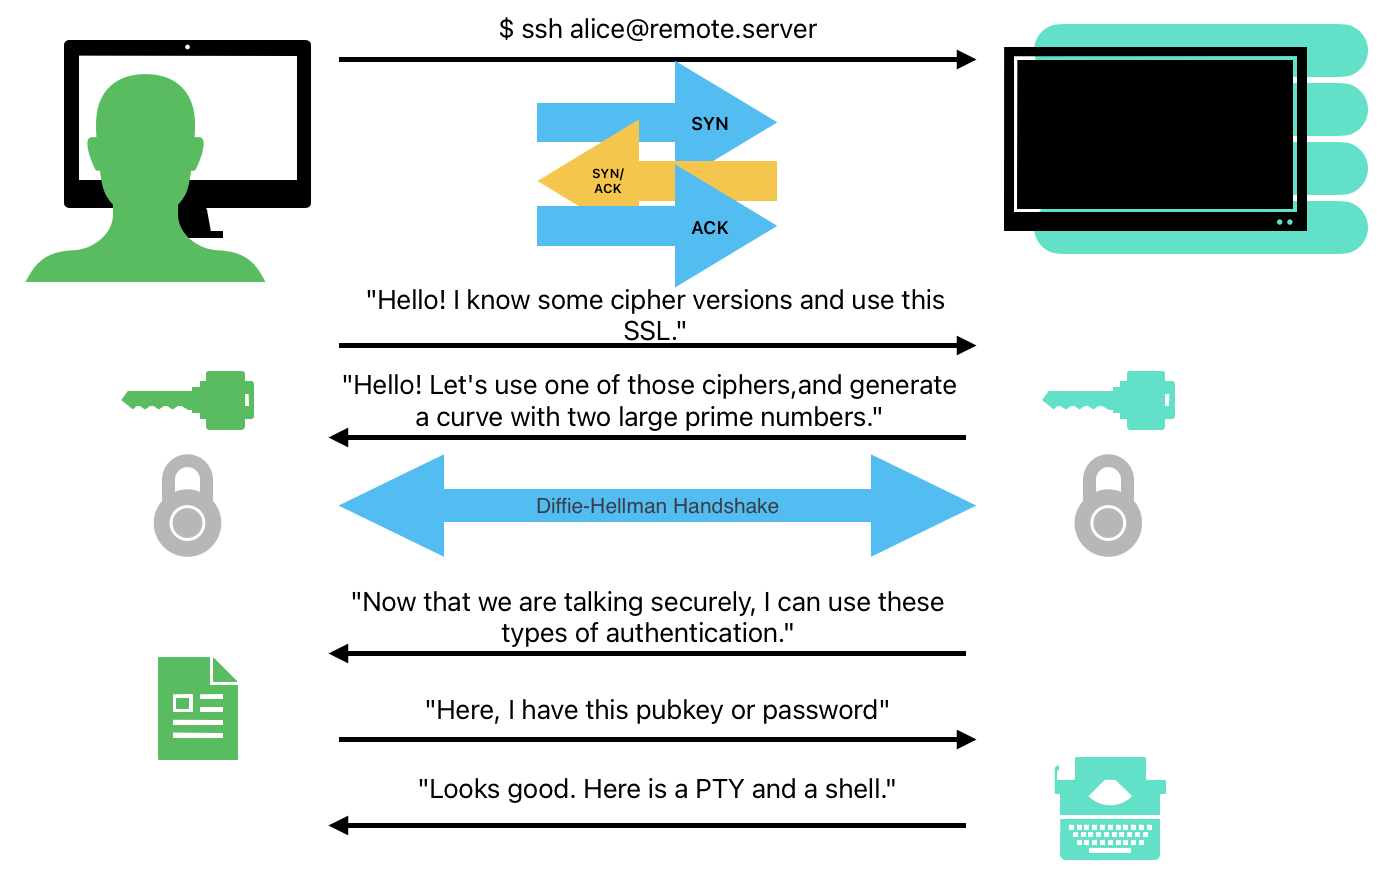 $ ssh alice@remote.server
SYN
SYN/
ACK
ACK
"Hello! I know some cipher versions and use this
SSL."
"Hello! Let's use one of those ciphers,and generate
a curve with two large prime numbers."
Diffie-Hellman Handshake
"Now that we are talking securely, I can use these
types of authentication."
"Here, I have this pubkey or password"
"Looks good. Here is a PTY and a shell."